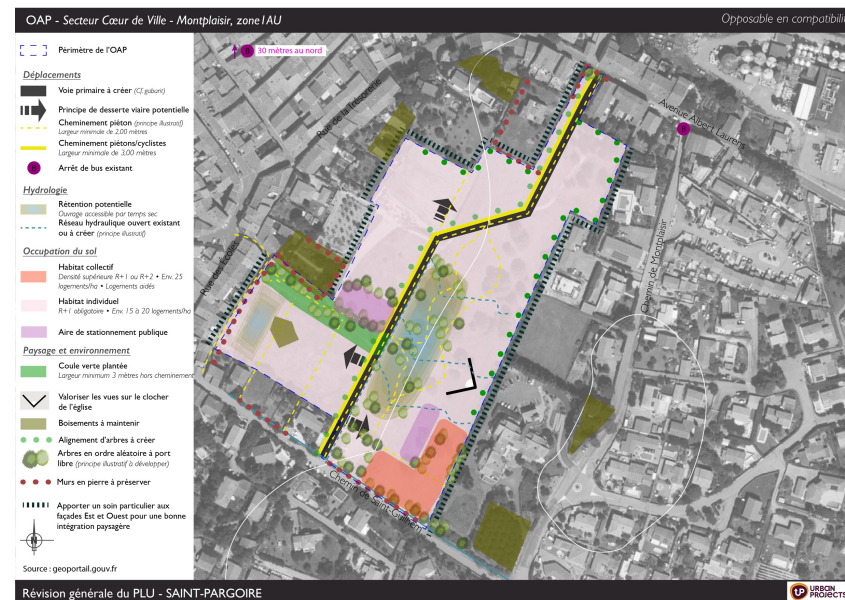 OAP - Secteur Cœur de Ville - Montplaisir, zone 1AU
Opposable en compatibili
Périmètre de l'OAP
Déplacements
Voie primaire à créer (Cf. gabarit)
Principe de desserte viaire potentielle
Cheminement piéton (principe illustratif)
Largeur minimale de 2,00 mètres
Cheminement piétons/cyclistes
Largeur minimale de 3,00 mètres
B
Arrêt de bus existant
Hydrologie
Rétention potentielle
Ouvrage accessible par temps sec
Réseau hydraulique ouvert existant
ou à créer (principe illustratif)
Occupation du sol
Habitat collectif
Densité supérieure R+1 ou R+2 • Env. 25
logements/ha • Logements aidés
Habitat individuel
R+1 obligatoire • Env. 15 à 20 logements/ha
Aire de stationnement publique
Paysage et environnement
Coule verte plantée
Largeur minimum 3 mètres hors cheminement
Valoriser les vues sur le clocher
de l'église
Boisements à maintenir
Alignement d'arbres à créer
Arbres en ordre aléatoire à port
libre (principe illustratif à développer)
Murs en pierre à préserver
Apporter un soin particulier aux
façades Est et Ouest pour une bonne
intégration paysagère
N
Source : geoportail.gouv.fr
B
30 mètres au nord
Rue de la Trésorerie
Avenue Albert Laurens
B
Rue des Écoles
Chemin de Montplaisir
Chemin de Saint-Guilhem
Révision générale du PLU - SAINT-PARGOIRE
UP
URBAN
PROJECTS